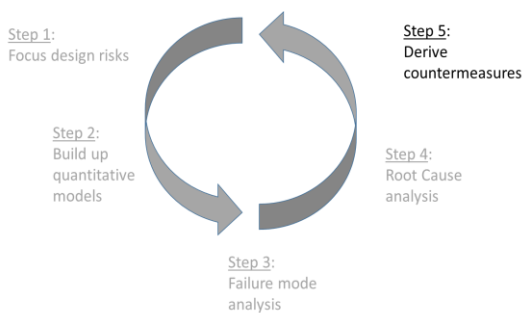 Step 1:
Focus design risks
Step 2:
Build up
quantitative
models
Step 3:
Failure mode
analysis
Step 4:
Root Cause
analysis
Step 5:
Derive
countermeasures